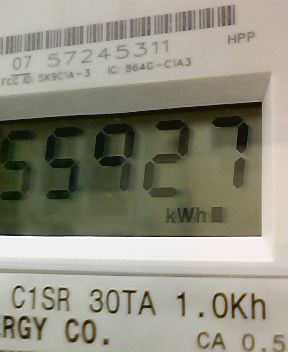 07 57245311
HPP
FCC ID: SK9C1A-3 IC: 864G-C1A3
55927
kWh
C1SR 30TA 1.0Kh
ERGY CO.
CA 0.5